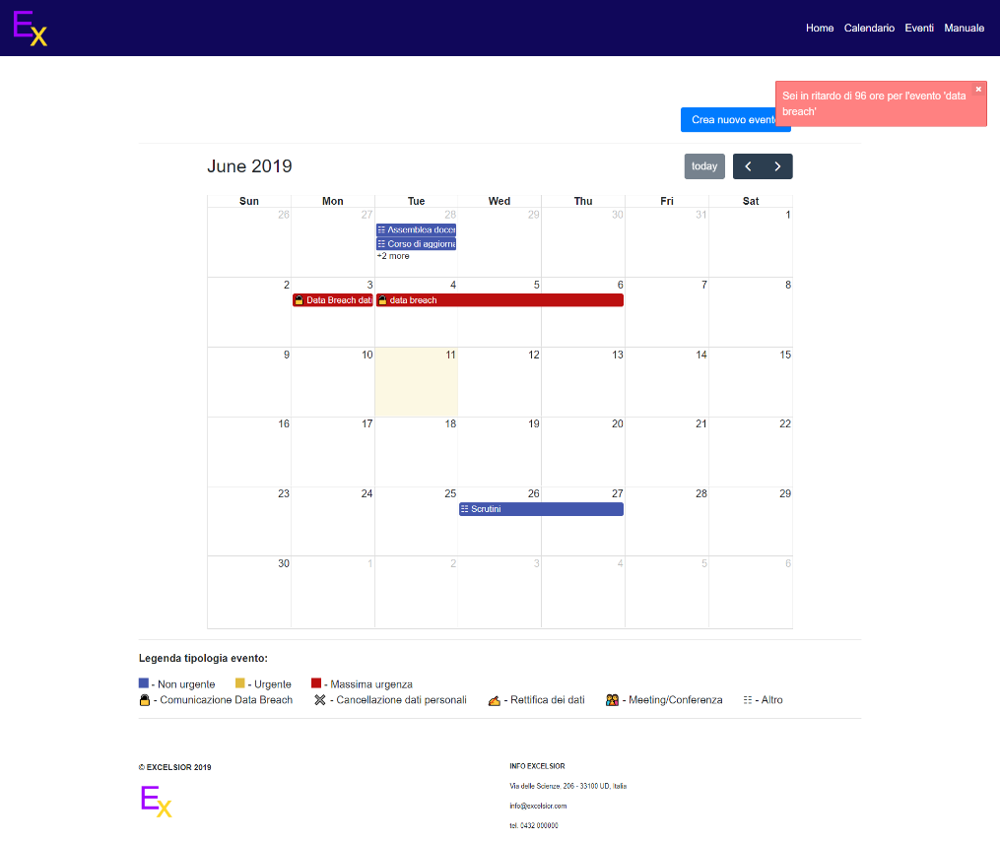 Ex
Home Calendario Eventi Manuale
Sei in ritardo di 96 ore per l'evento 'data
breach'
Crea nuovo evento
June 2019
today
Sun Mon Tue Wed Thu Fri Sat
26 27 28 29 30 31 1
Assemblea docen
Corso di aggiorna
+2 more
2 3 4 5 6 7 8
Data Breach dati data breach
9 10 11 12 13 14 15
16 17 18 19 20 21 22
23 24 25 26 27 28 29
Scrutini
30 1 2 3 4 5 6
Legenda tipologia evento:
- Non urgente - Urgente - Massima urgenza
- Comunicazione Data Breach - Cancellazione dati personali - Rettifica dei dati - Meeting/Conferenza - Altro
© EXCELSIOR 2019
Ex
INFO EXCELSIOR
Via delle Scienze, 206 - 33100 UD, Italia
info@excelsior.com
tel. 0432 000000